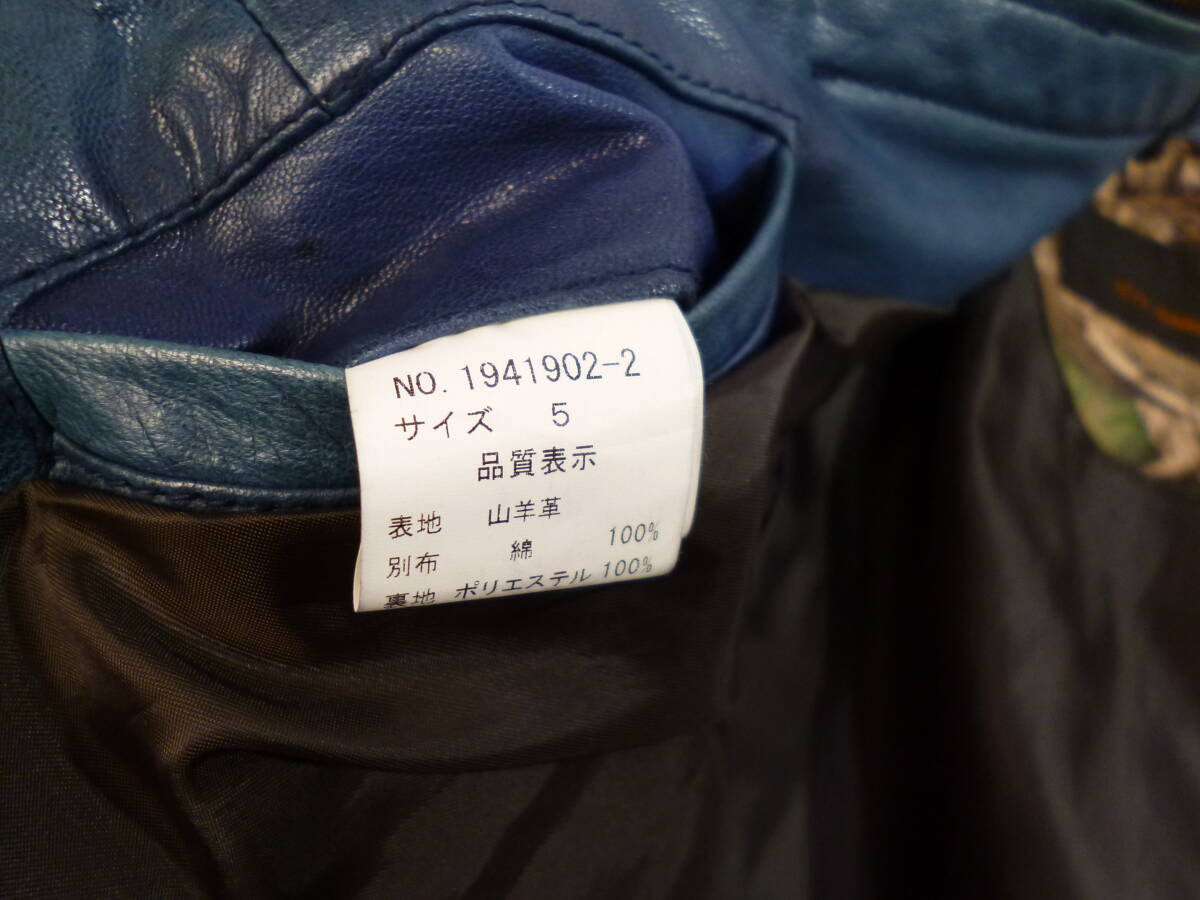 NO. 1941902-2
サイズ 5
品質表示
表地 山羊革
別布 綿 100%
裏地 ポリエステル 100%